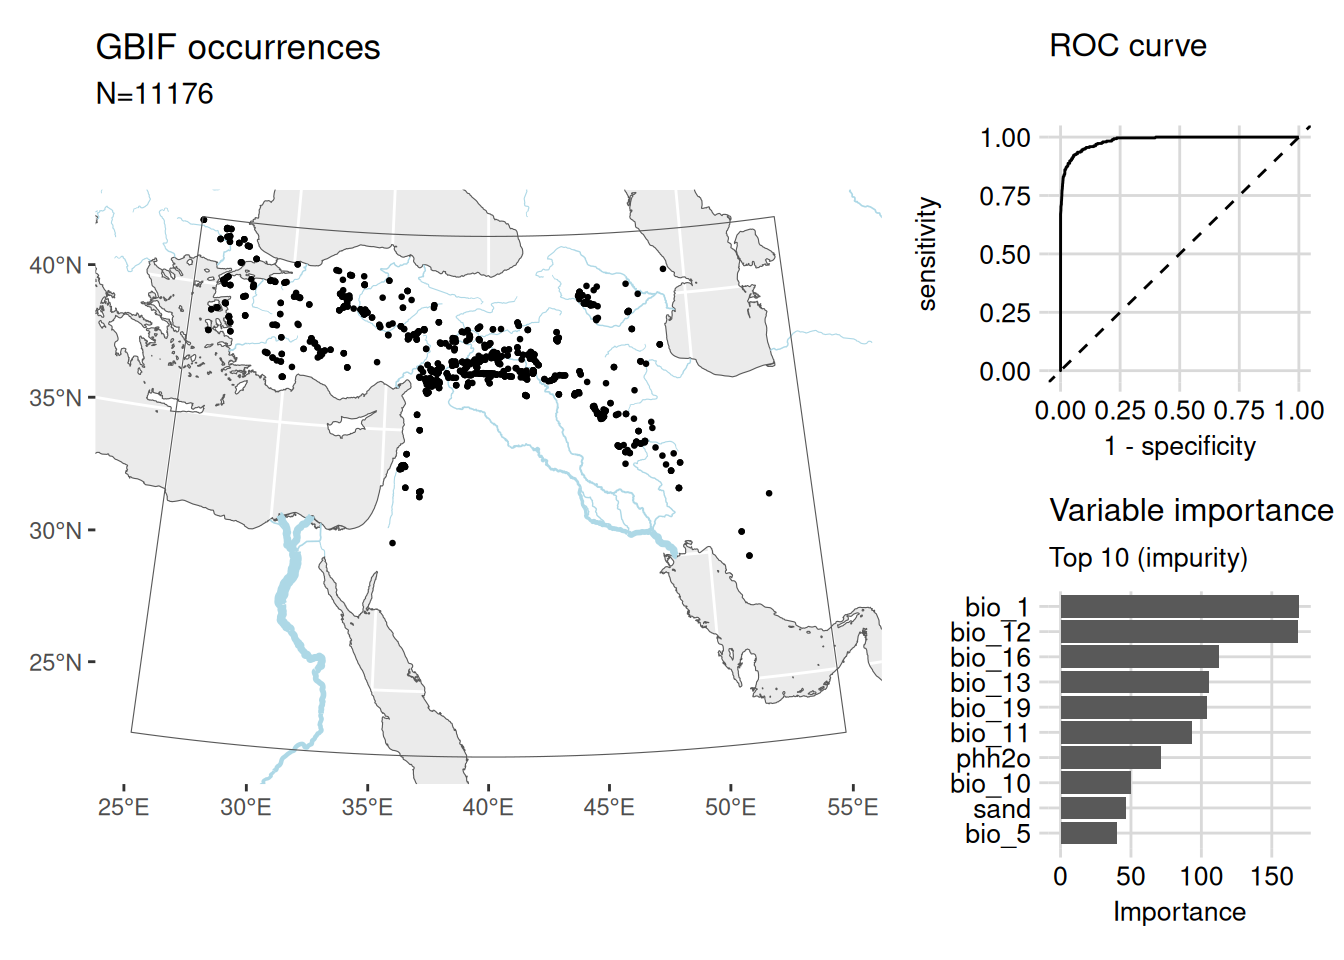 GBIF occurrences
N=11176
40°N
35°N
30°N
25°N
25°E 30°E 35°E 40°E 45°E 50°E 55°E
ROC curve
sensitivity
1.00
0.75
0.50
0.25
0.00
0.00 0.25 0.50 0.75 1.00
1 - specificity
Variable importance
Top 10 (impurity)
bio_1
bio_12
bio_16
bio_13
bio_19
bio_11
phh2o
bio_10
sand
bio_5
0 50 100 150
Importance